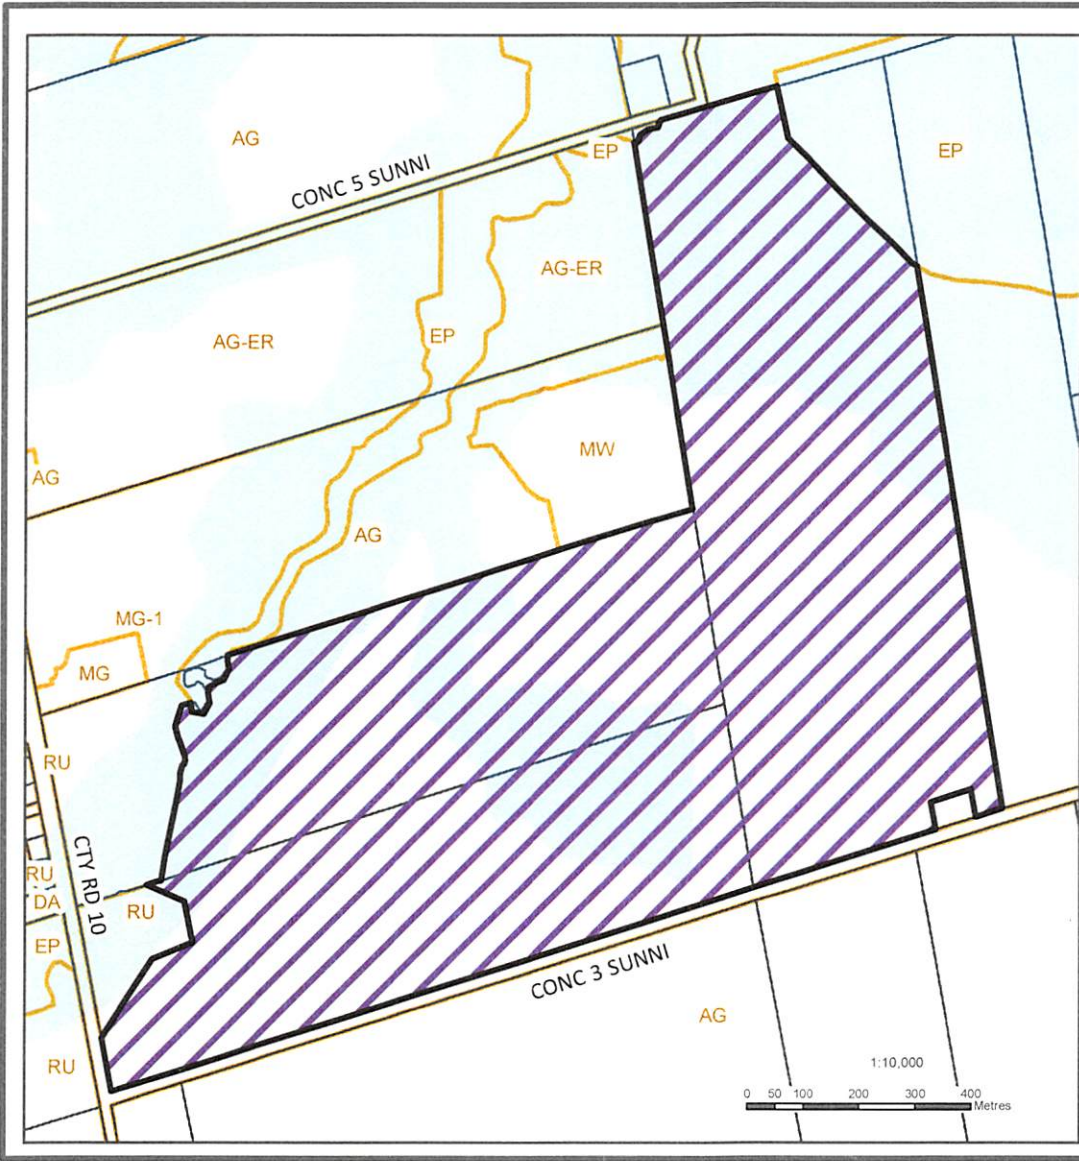 AG
CONC 5 SUNNI
EP
EP
AG-ER
AG-ER
EP
MW
AG
AG
MG-1
MG
RU
CTY RD 10
RU
DA
RU
EP
CONC 3 SUNNI
AG
RU
1:10,000
0 50 100 200 300 400
Metres